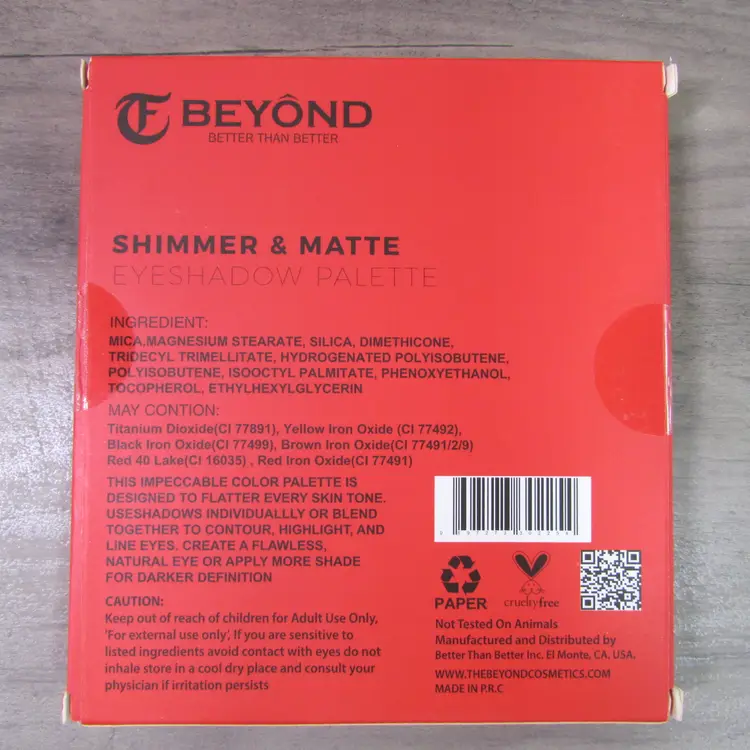 BEYÔND
BETTER THAN BETTER
SHIMMER & MATTE
EYESHADOW PALETTE
INGREDIENT:
MICA,MAGNESIUM STEARATE, SILICA, DIMETHICONE,
TRIDECYL TRIMELLITATE, HYDROGENATED POLYISOBUTENE,
POLYISOBUTENE, ISOOCTYL PALMITATE, PHENOXYETHANOL,
TOCOPHEROL, ETHYLHEXYLGLYCERIN
MAY CONTION:
Titanium Dioxide(CI 77891), Yellow Iron Oxide (CI 77492),
Black Iron Oxide(CI 77499), Brown Iron Oxide(CI 77491/2/9)
Red 40 Lake(CI 16035) , Red Iron Oxide(CI 77491)
THIS IMPECCABLE COLOR PALETTE IS
DESIGNED TO FLATTER EVERY SKIN TONE.
USESHADOWS INDIVIDUALLLY OR BLEND
TOGETHER TO CONTOUR, HIGHLIGHT, AND
LINE EYES. CREATE A FLAWLESS,
NATURAL EYE OR APPLY MORE SHADE
FOR DARKER DEFINITION
CAUTION:
Keep out of reach of children for Adult Use Only,
'For external use only', If you are sensitive to
listed ingredients avoid contact with eyes do not
inhale store in a cool dry place and consult your
physician if irritation persists
PAPER
crueltyfree
Not Tested On Animals
Manufactured and Distributed by
Better Than Better Inc. El Monte, CA. USA.
WWW.THEBEYONDCOSMETICS.COM
MADE IN P.R.C